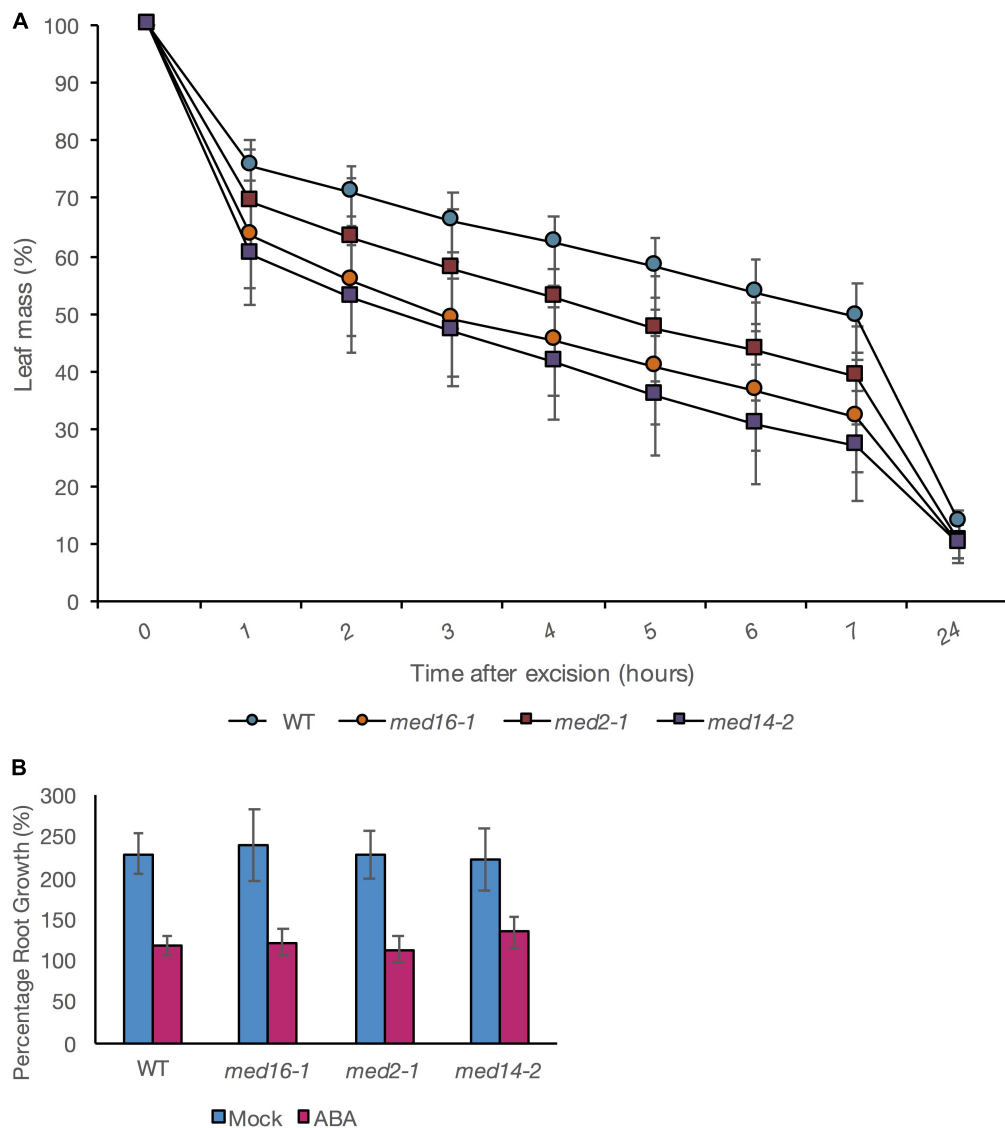 A
100
90
80
70
60
50
40
30
20
10
0
Leaf mass (%)
0 1 2 3 4 5 6 7 24
Time after excision (hours)
WT med16-1 med2-1 med14-2
B
300
250
200
150
100
50
0
Percentage Root Growth (%)
WT med16-1 med2-1 med14-2
Mock ABA